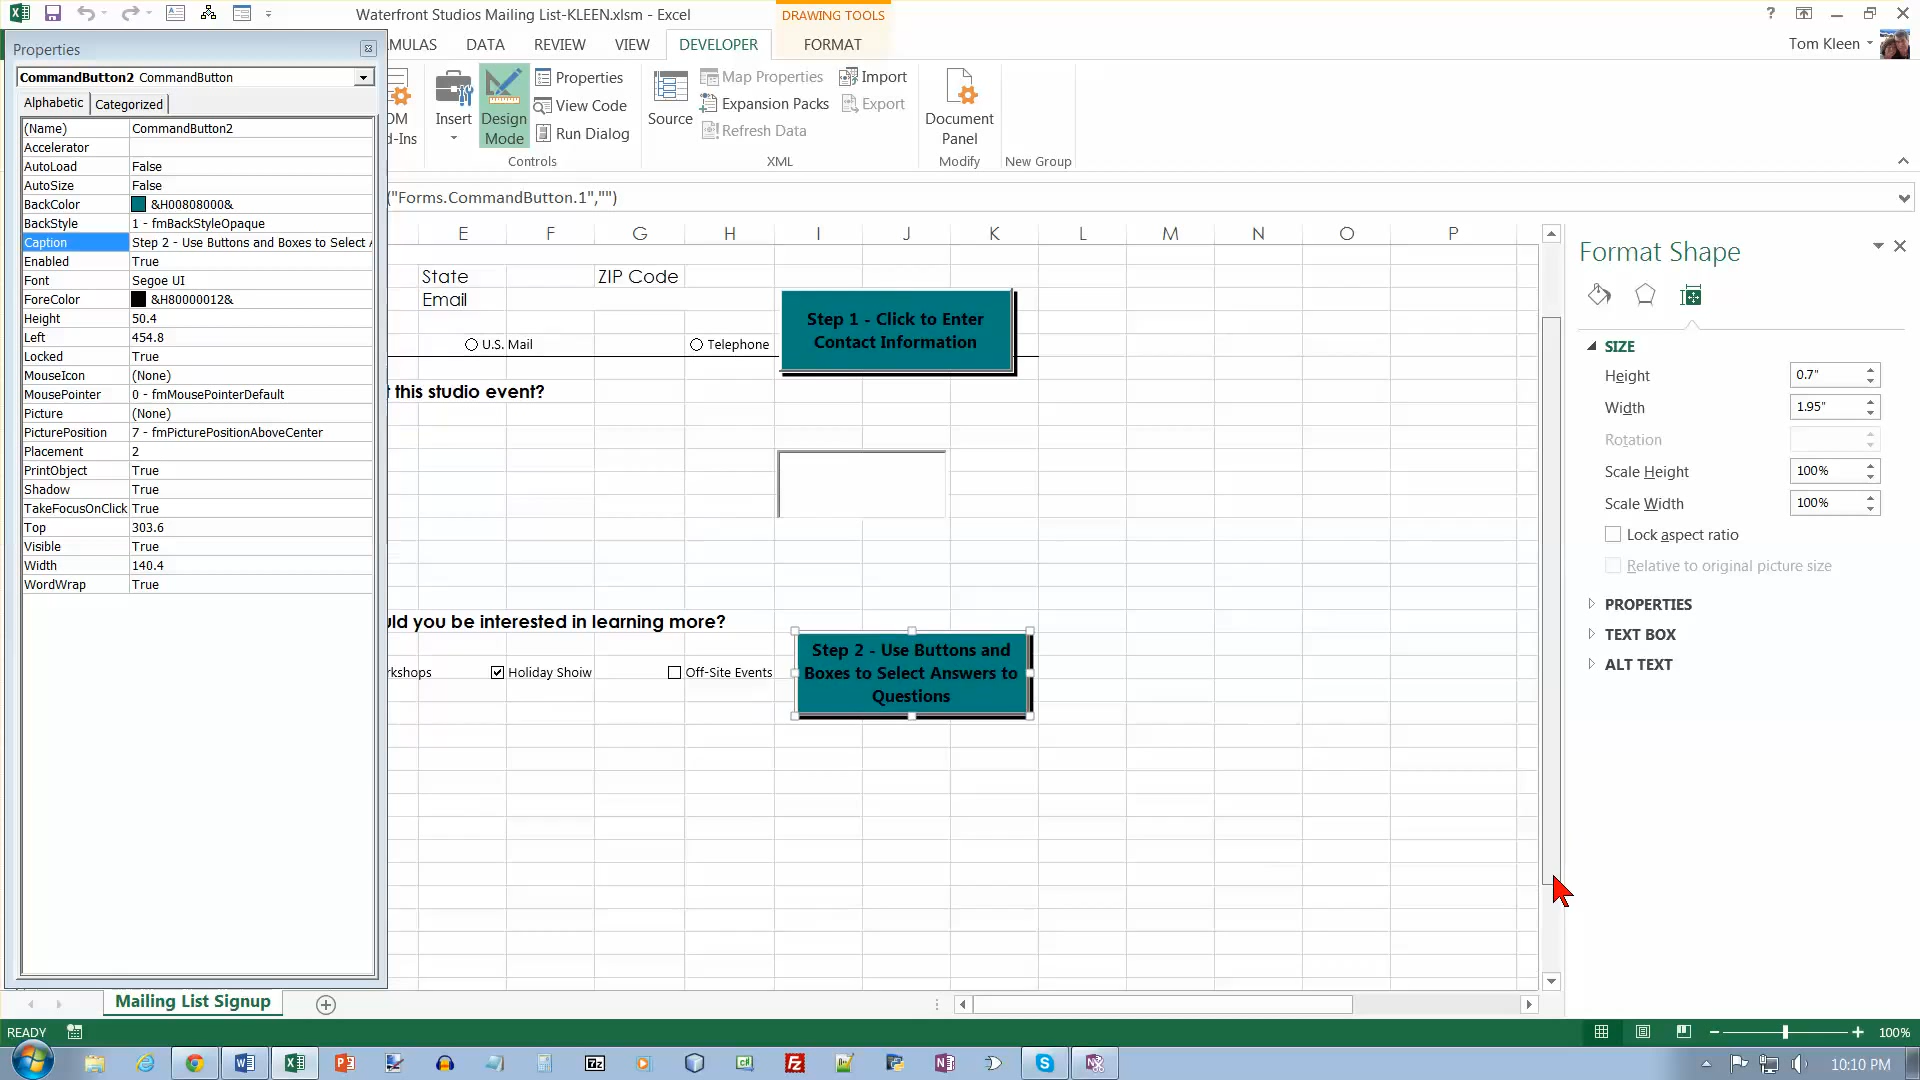 Waterfront Studios Mailing List-KLEEN.xlsm - Excel
DRAWING TOOLS
?
MULAS
DATA
REVIEW
VIEW
DEVELOPER
FORMAT
Tom Kleen
Properties
CommandButton2 CommandButton
Alphabetic
Categorized
(Name) CommandButton2
Accelerator
AutoLoad False
AutoSize False
BackColor &H00808000&
BackStyle 1 - fmBackStyleOpaque
Caption Step 2 - Use Buttons and Boxes to Select A
Enabled True
Font Segoe UI
ForeColor &H80000012&
Height 50.4
Left 454.8
Locked True
MouseIcon (None)
MousePointer 0 - fmMousePointerDefault
Picture (None)
PicturePosition 7 - fmPicturePositionAboveCenter
Placement 2
PrintObject True
Shadow True
TakeFocusOnClick True
Top 303.6
Visible True
Width 140.4
WordWrap True
OM
d-Ins
Insert
Design
Mode
Properties
View Code
Run Dialog
Controls
Source
Map Properties
Expansion Packs
Refresh Data
Import
Export
XML
Document
Panel
Modify
New Group
("Forms.CommandButton.1","")
E F G H I J K L M N O P
State
ZIP Code
Email
U.S. Mail
Telephone
Step 1 - Click to Enter
Contact Information
t this studio event?
uld you be interested in learning more?
rkshops
Holiday Shoiw
Off-Site Events
Step 2 - Use Buttons and
Boxes to Select Answers to
Questions
Format Shape
SIZE
Height 0.7"
Width 1.95"
Rotation
Scale Height 100%
Scale Width 100%
Lock aspect ratio
Relative to original picture size
PROPERTIES
TEXT BOX
ALT TEXT
Mailing List Signup
READY
100%
10:10 PM